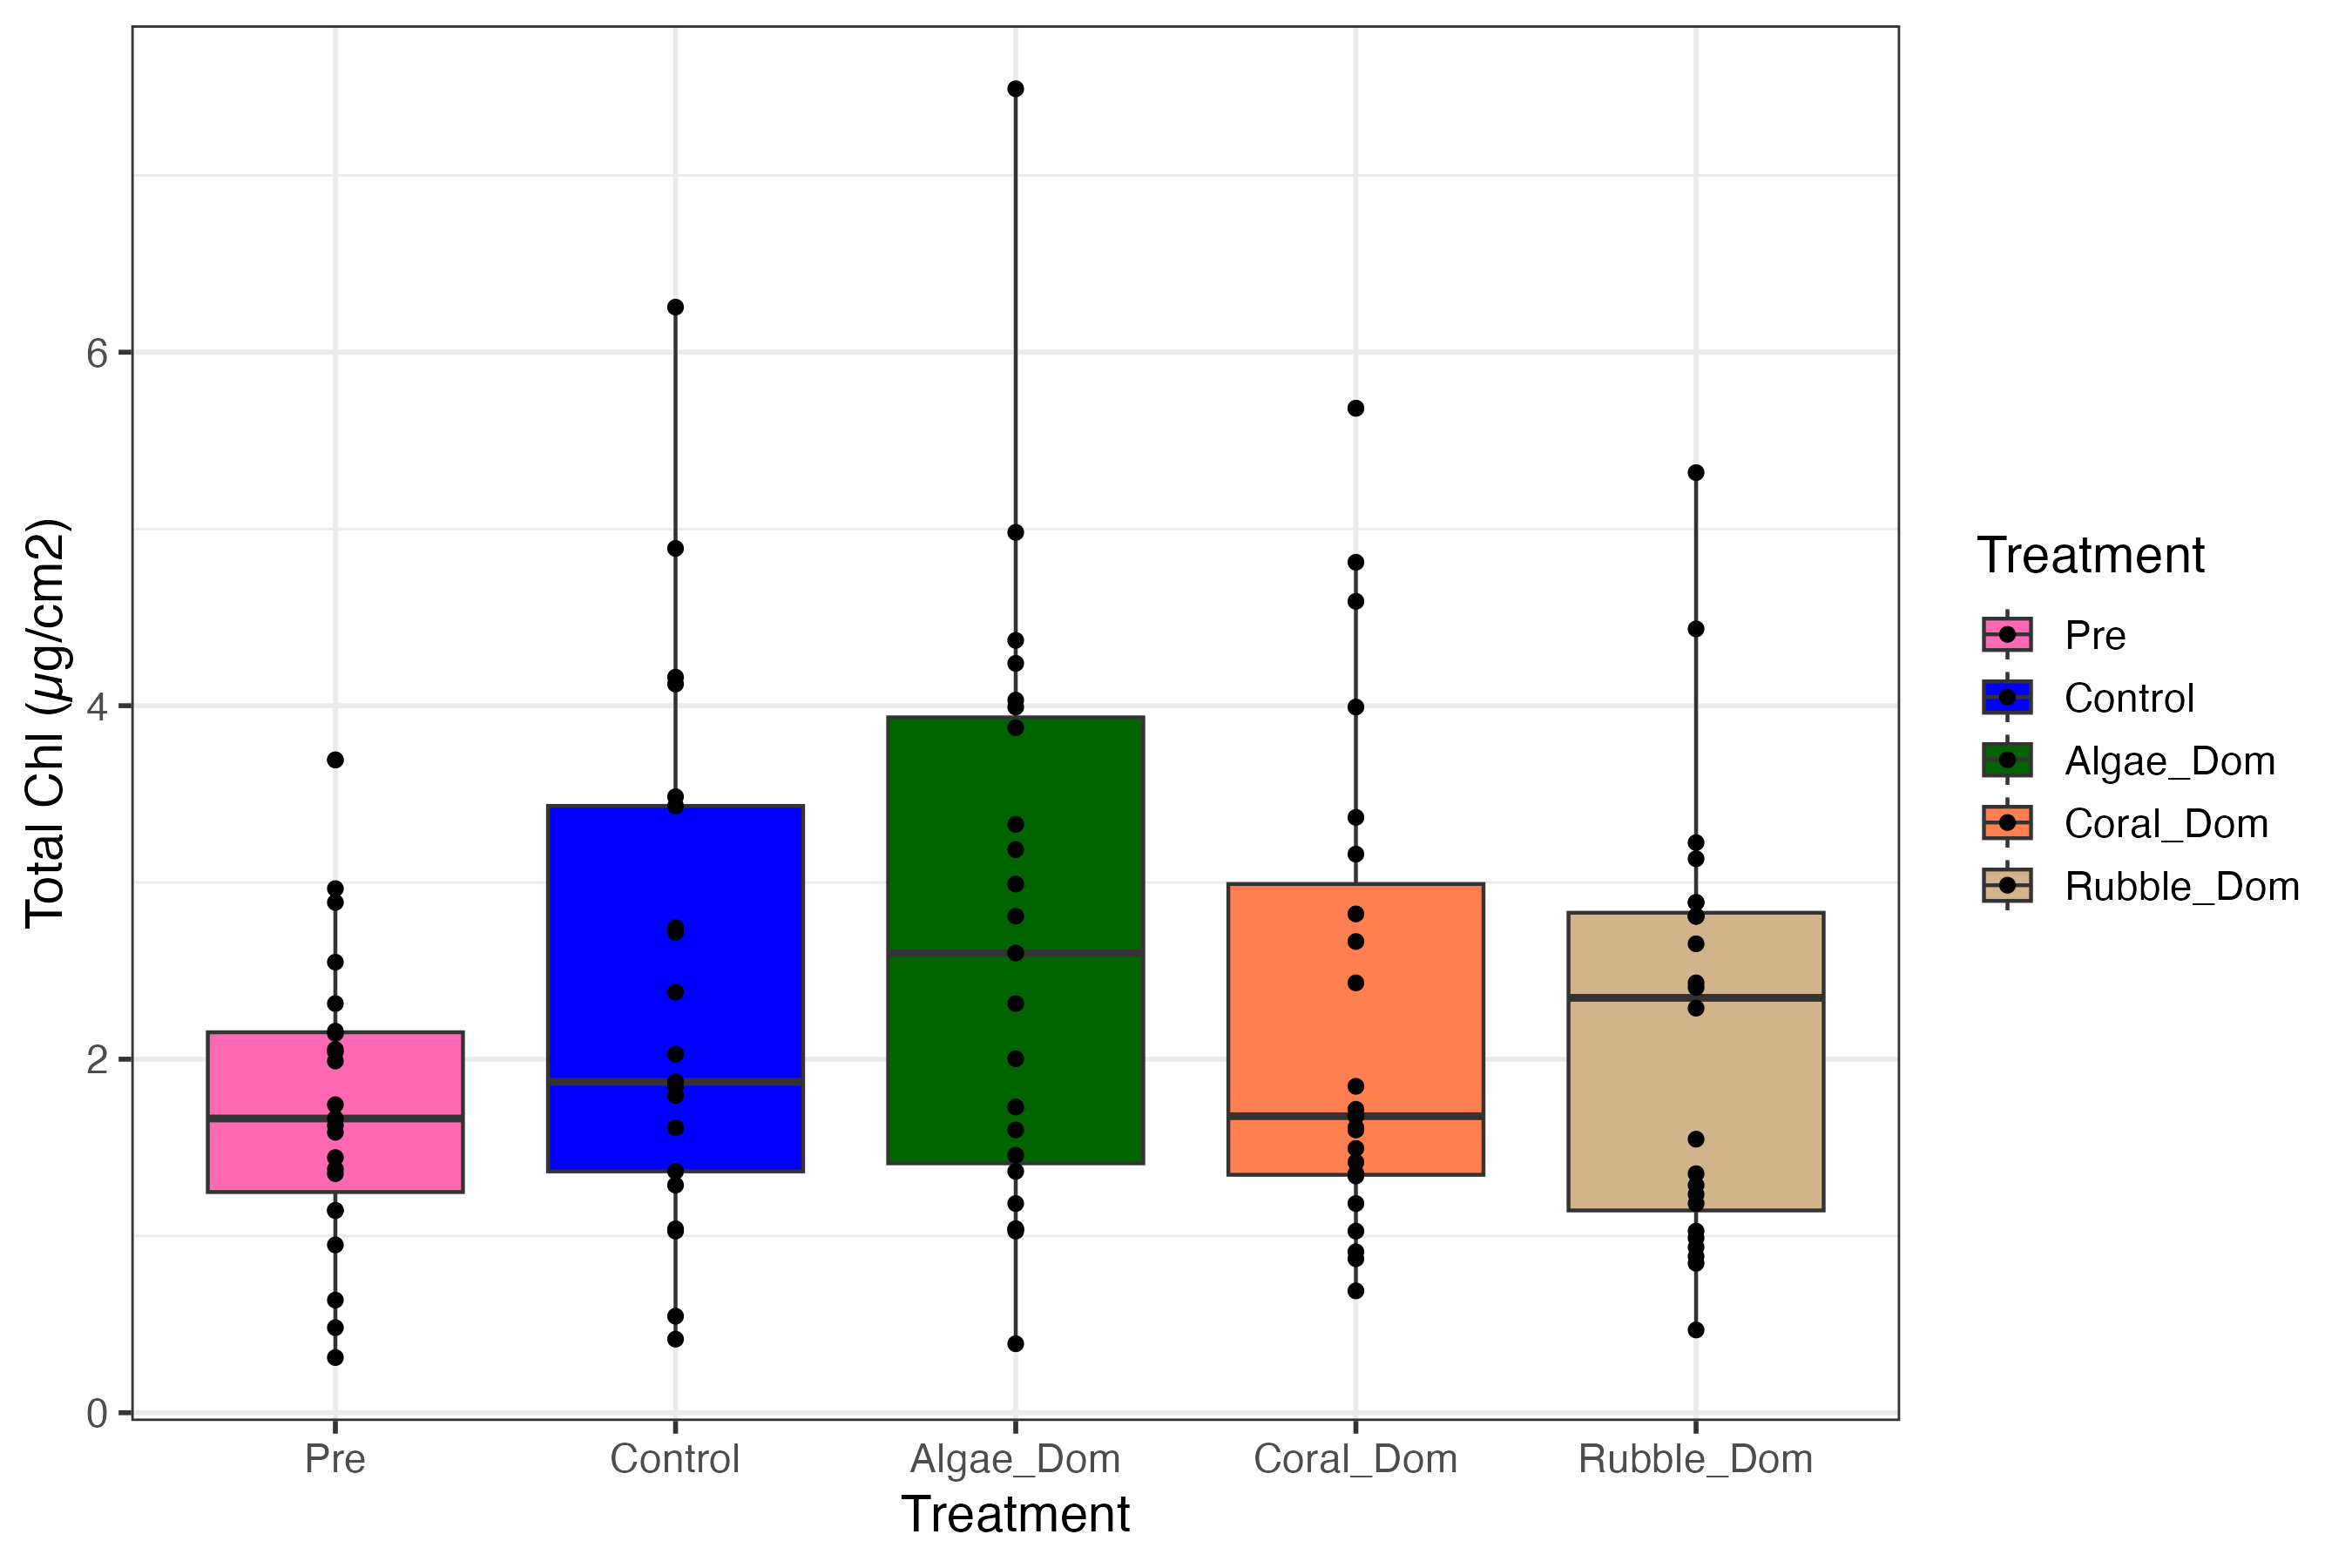 Total Chl (µg/cm2)
6
4
2
0
Pre
Control
Algae_Dom
Coral_Dom
Rubble_Dom
Treatment
Treatment
Pre
Control
Algae_Dom
Coral_Dom
Rubble_Dom